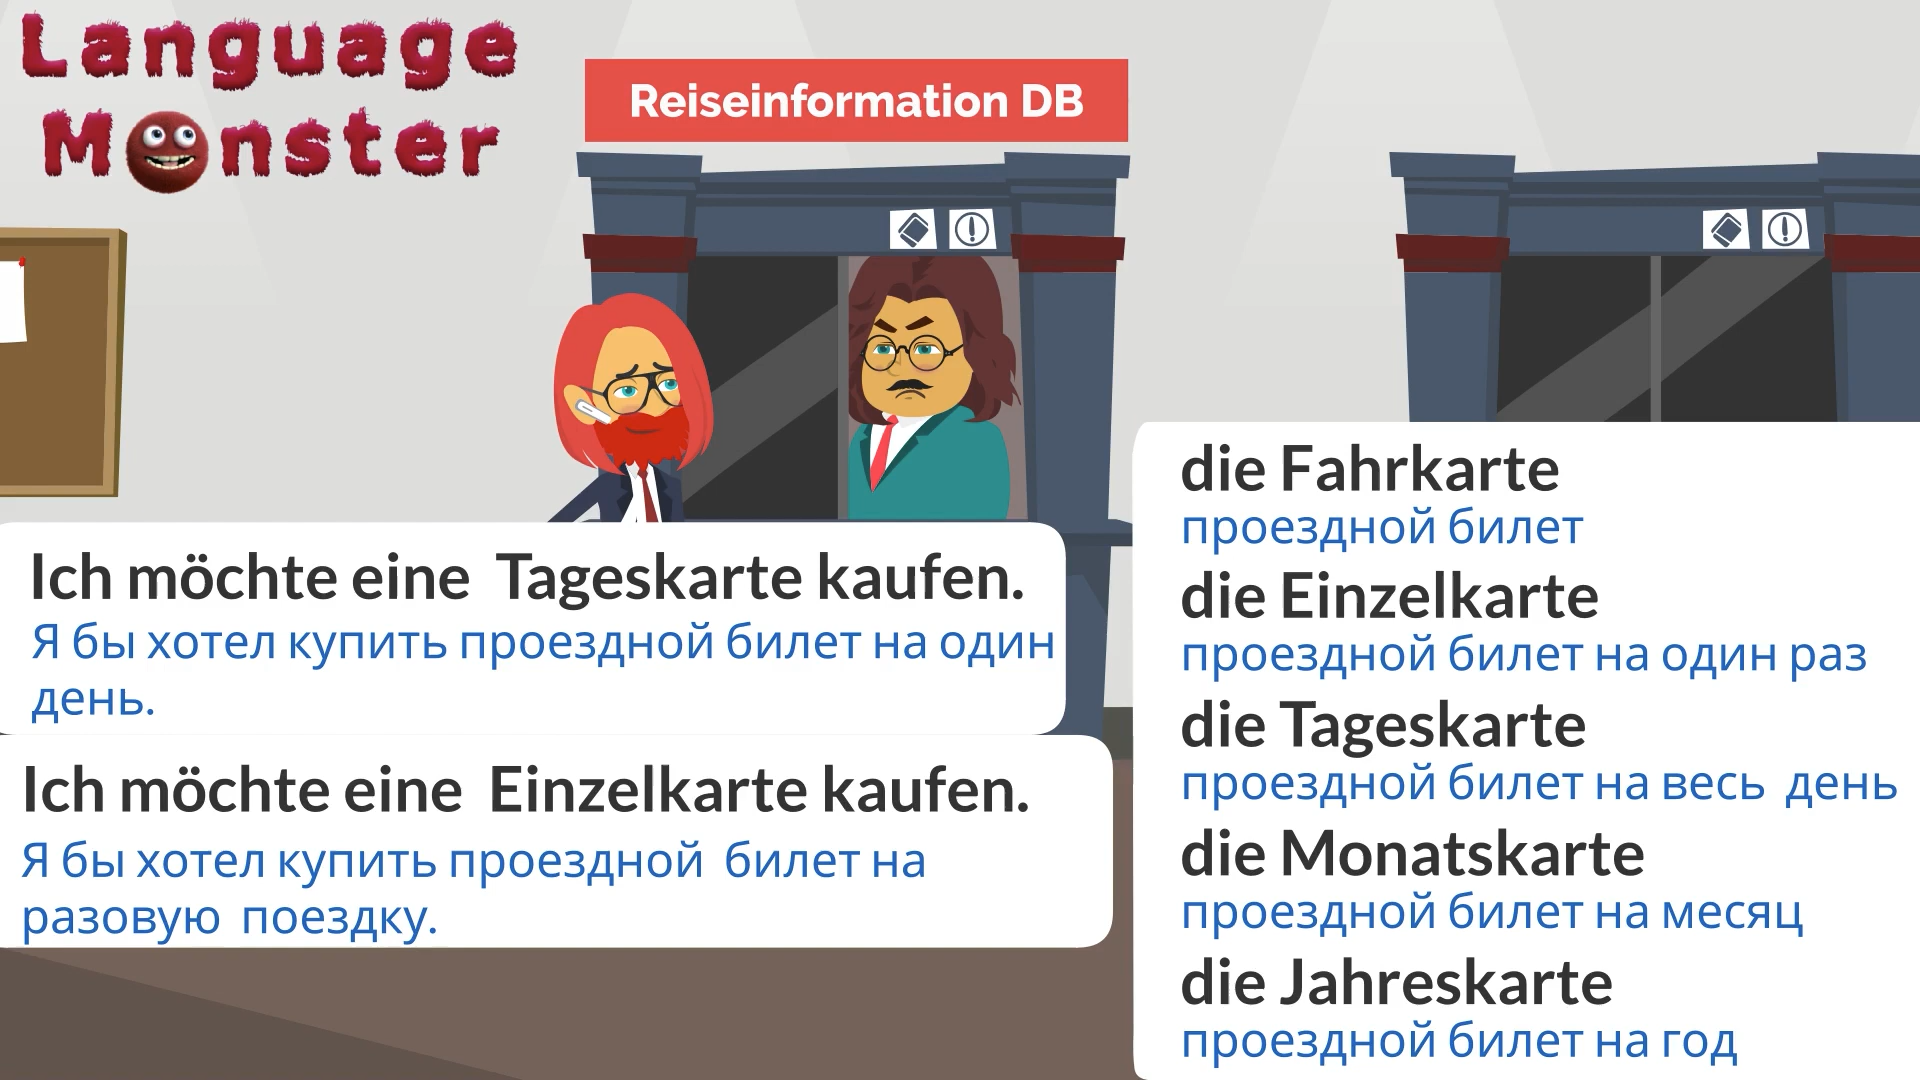 Language
Monster
Reiseinformation DB
Ich möchte eine Tageskarte kaufen.
Я бы хотел купить проездной билет на один
день.
Ich möchte eine Einzelkarte kaufen.
Я бы хотел купить проездной билет на
разовую поездку.
die Fahrkarte
проездной билет
die Einzelkarte
проездной билет на один раз
die Tageskarte
проездной билет на весь день
die Monatskarte
проездной билет на месяц
die Jahreskarte
проездной билет на год